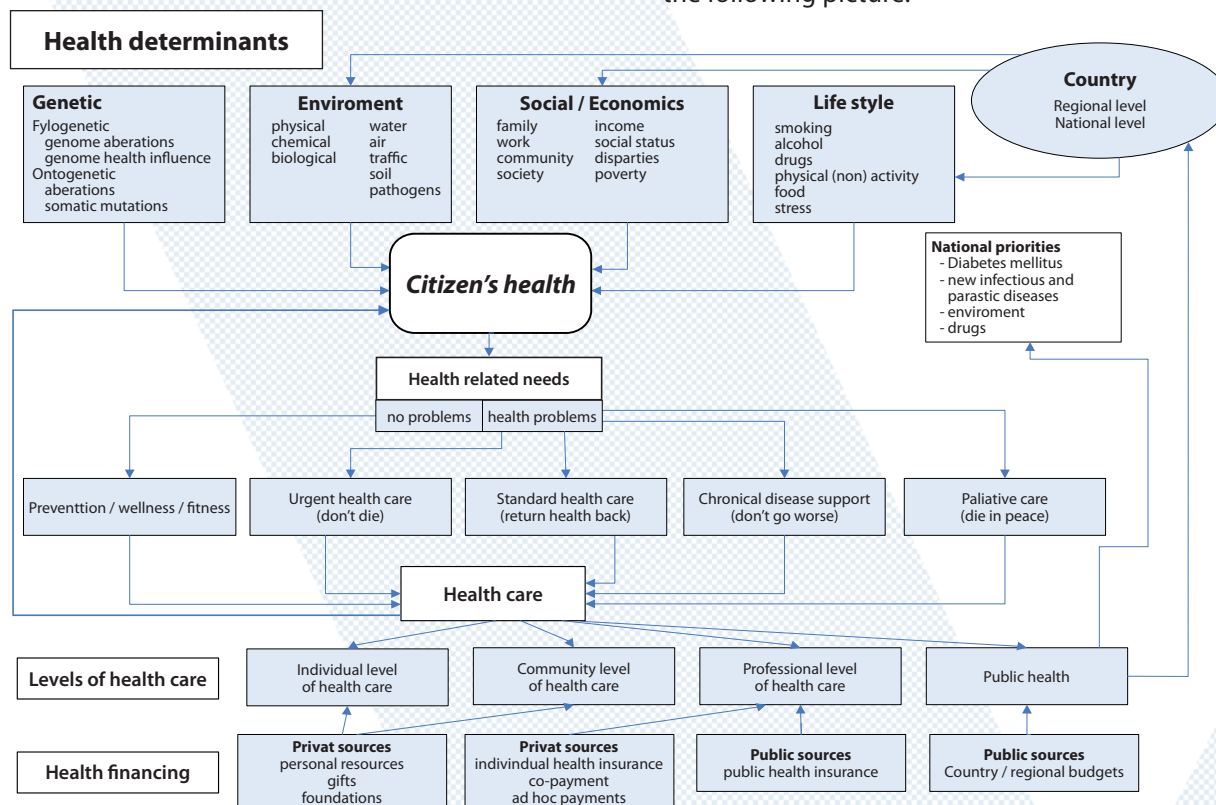 the following picture.
Health determinants
Genetic
Fylogenetic
genome aberations
genome health influence
Ontogenetic
aberations
somatic mutations
Enviroment
physical
chemical
biological
water
air
traffic
soil
pathogens
Social / Economics
family
work
community
society
income
social status
disparties
poverty
Life style
smoking
alcohol
drugs
physical (non) activity
food
stress
Country
Regional level
National level
National priorities
- Diabetes mellitus
- new infectious and
parastic diseases
- enviroment
- drugs
Citizen's health
Health related needs
no problems
health problems
Preventtion / wellness / fitness
Urgent health care
(don't die)
Standard health care
(return health back)
Chronical disease support
(don't go worse)
Paliative care
(die in peace)
Health care
Levels of health care
Individual level
of health care
Community level
of health care
Professional level
of health care
Public health
Health financing
Privat sources
personal resources
gifts
foundations
Privat sources
indivindual health insurance
co-payment
ad hoc payments
Public sources
public health insurance
Public sources
Country / regional budgets